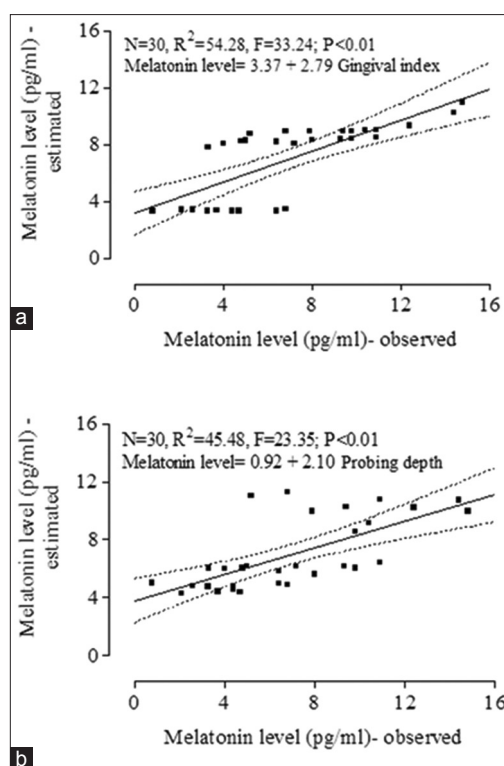 N=30, R²=54.28, F=33.24; P<0.01
Melatonin level= 3.37 + 2.79 Gingival index
Melatonin level (pg/ml) -
estimated
16
12
8
4
0
0 4 8 12 16
Melatonin level (pg/ml)- observed
a
N=30, R²=45.48, F=23.35; P<0.01
Melatonin level= 0.92 + 2.10 Probing depth
Melatonin level (pg/ml) -
estimated
16
12
8
4
0
0 4 8 12 16
Melatonin level (pg/ml)- observed
b